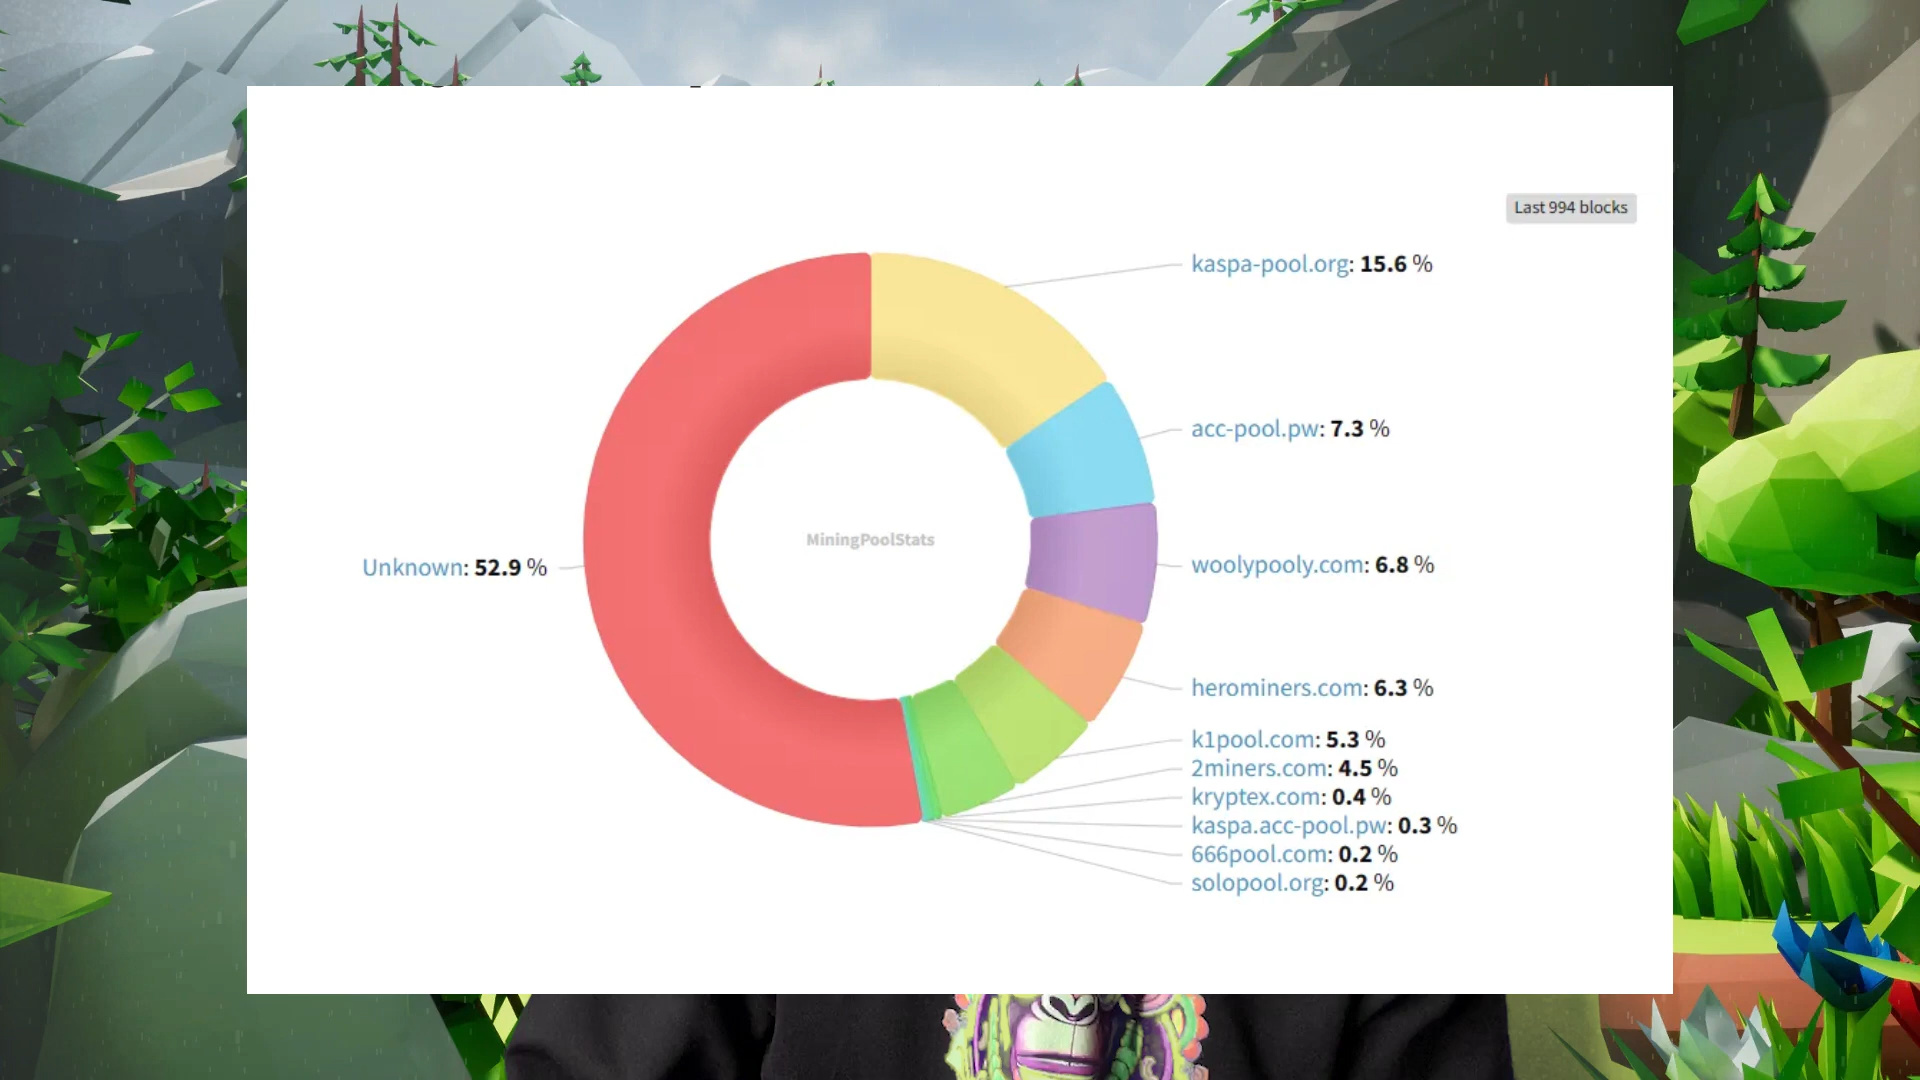 Last 994 blocks
kaspa-pool.org: 15.6 %
acc-pool.pw: 7.3 %
MiningPoolStats
Unknown: 52.9 %
woolypooly.com: 6.8 %
herominers.com: 6.3 %
k1pool.com: 5.3 %
2miners.com: 4.5 %
kryptex.com: 0.4 %
kaspa.acc-pool.pw: 0.3 %
666pool.com: 0.2 %
solopool.org: 0.2 %